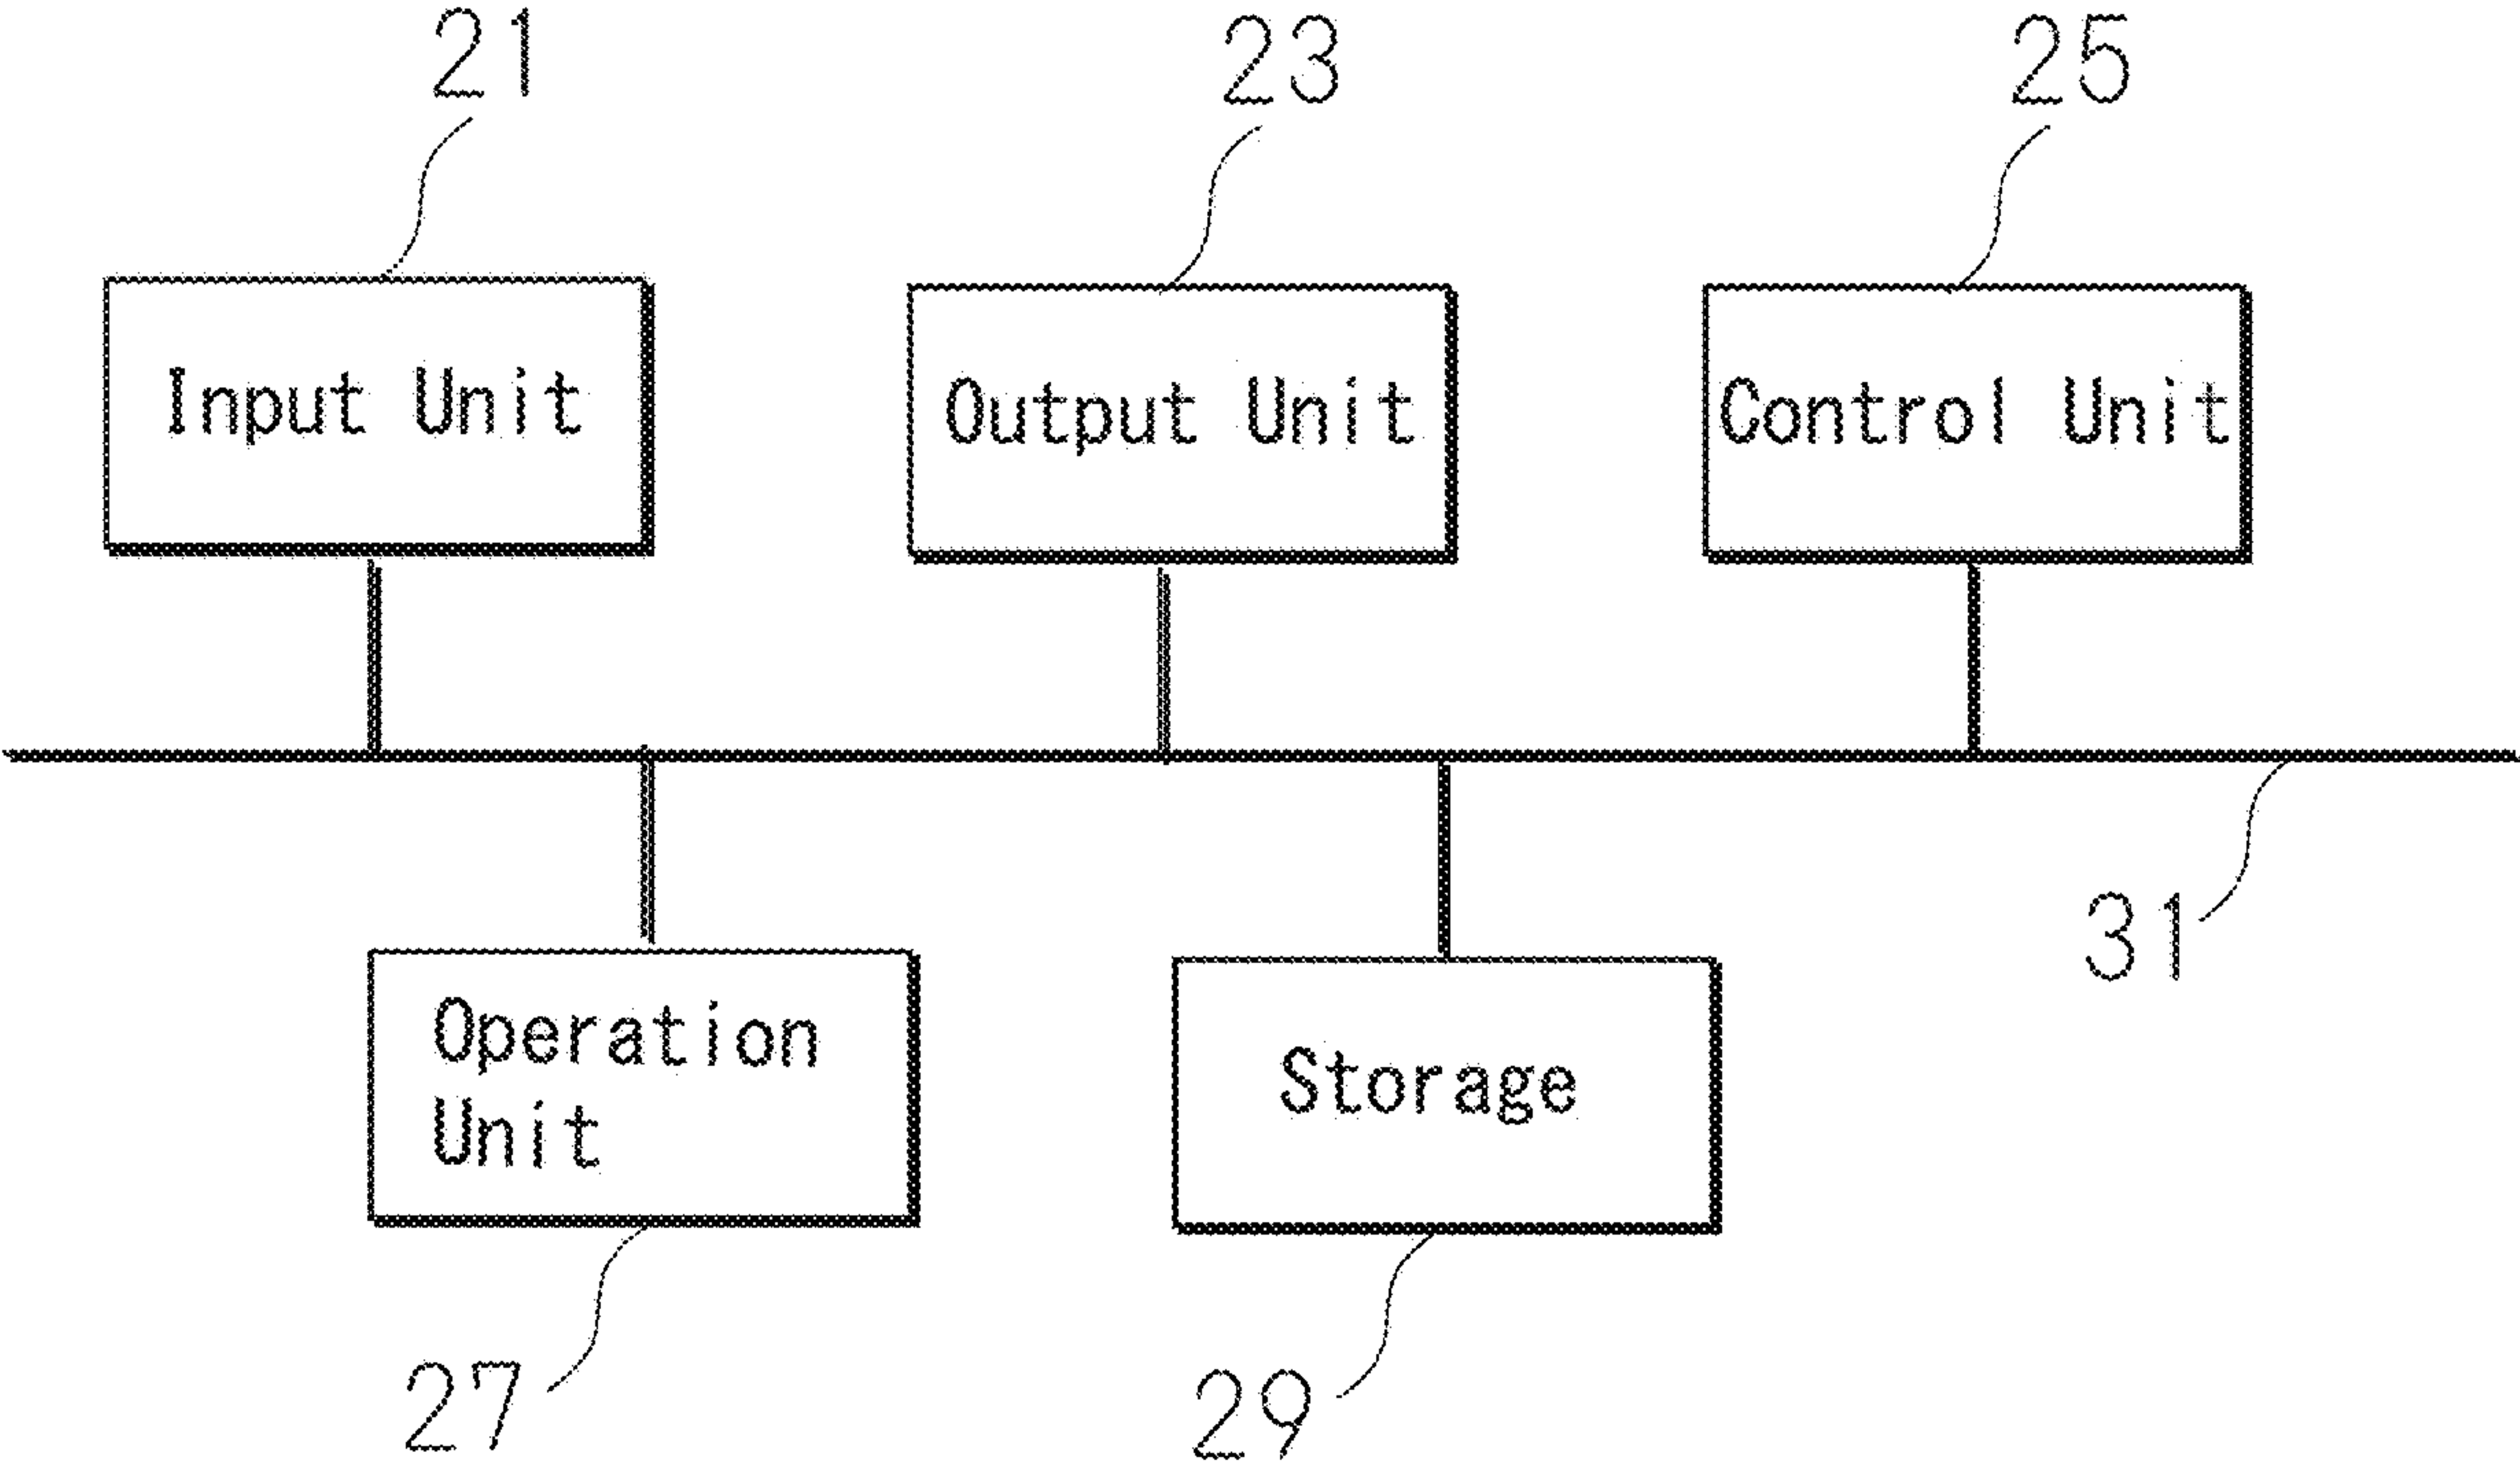 21
23
25
Input Unit
Output Unit
Control Unit
31
Operation
Unit
Storage
27
29